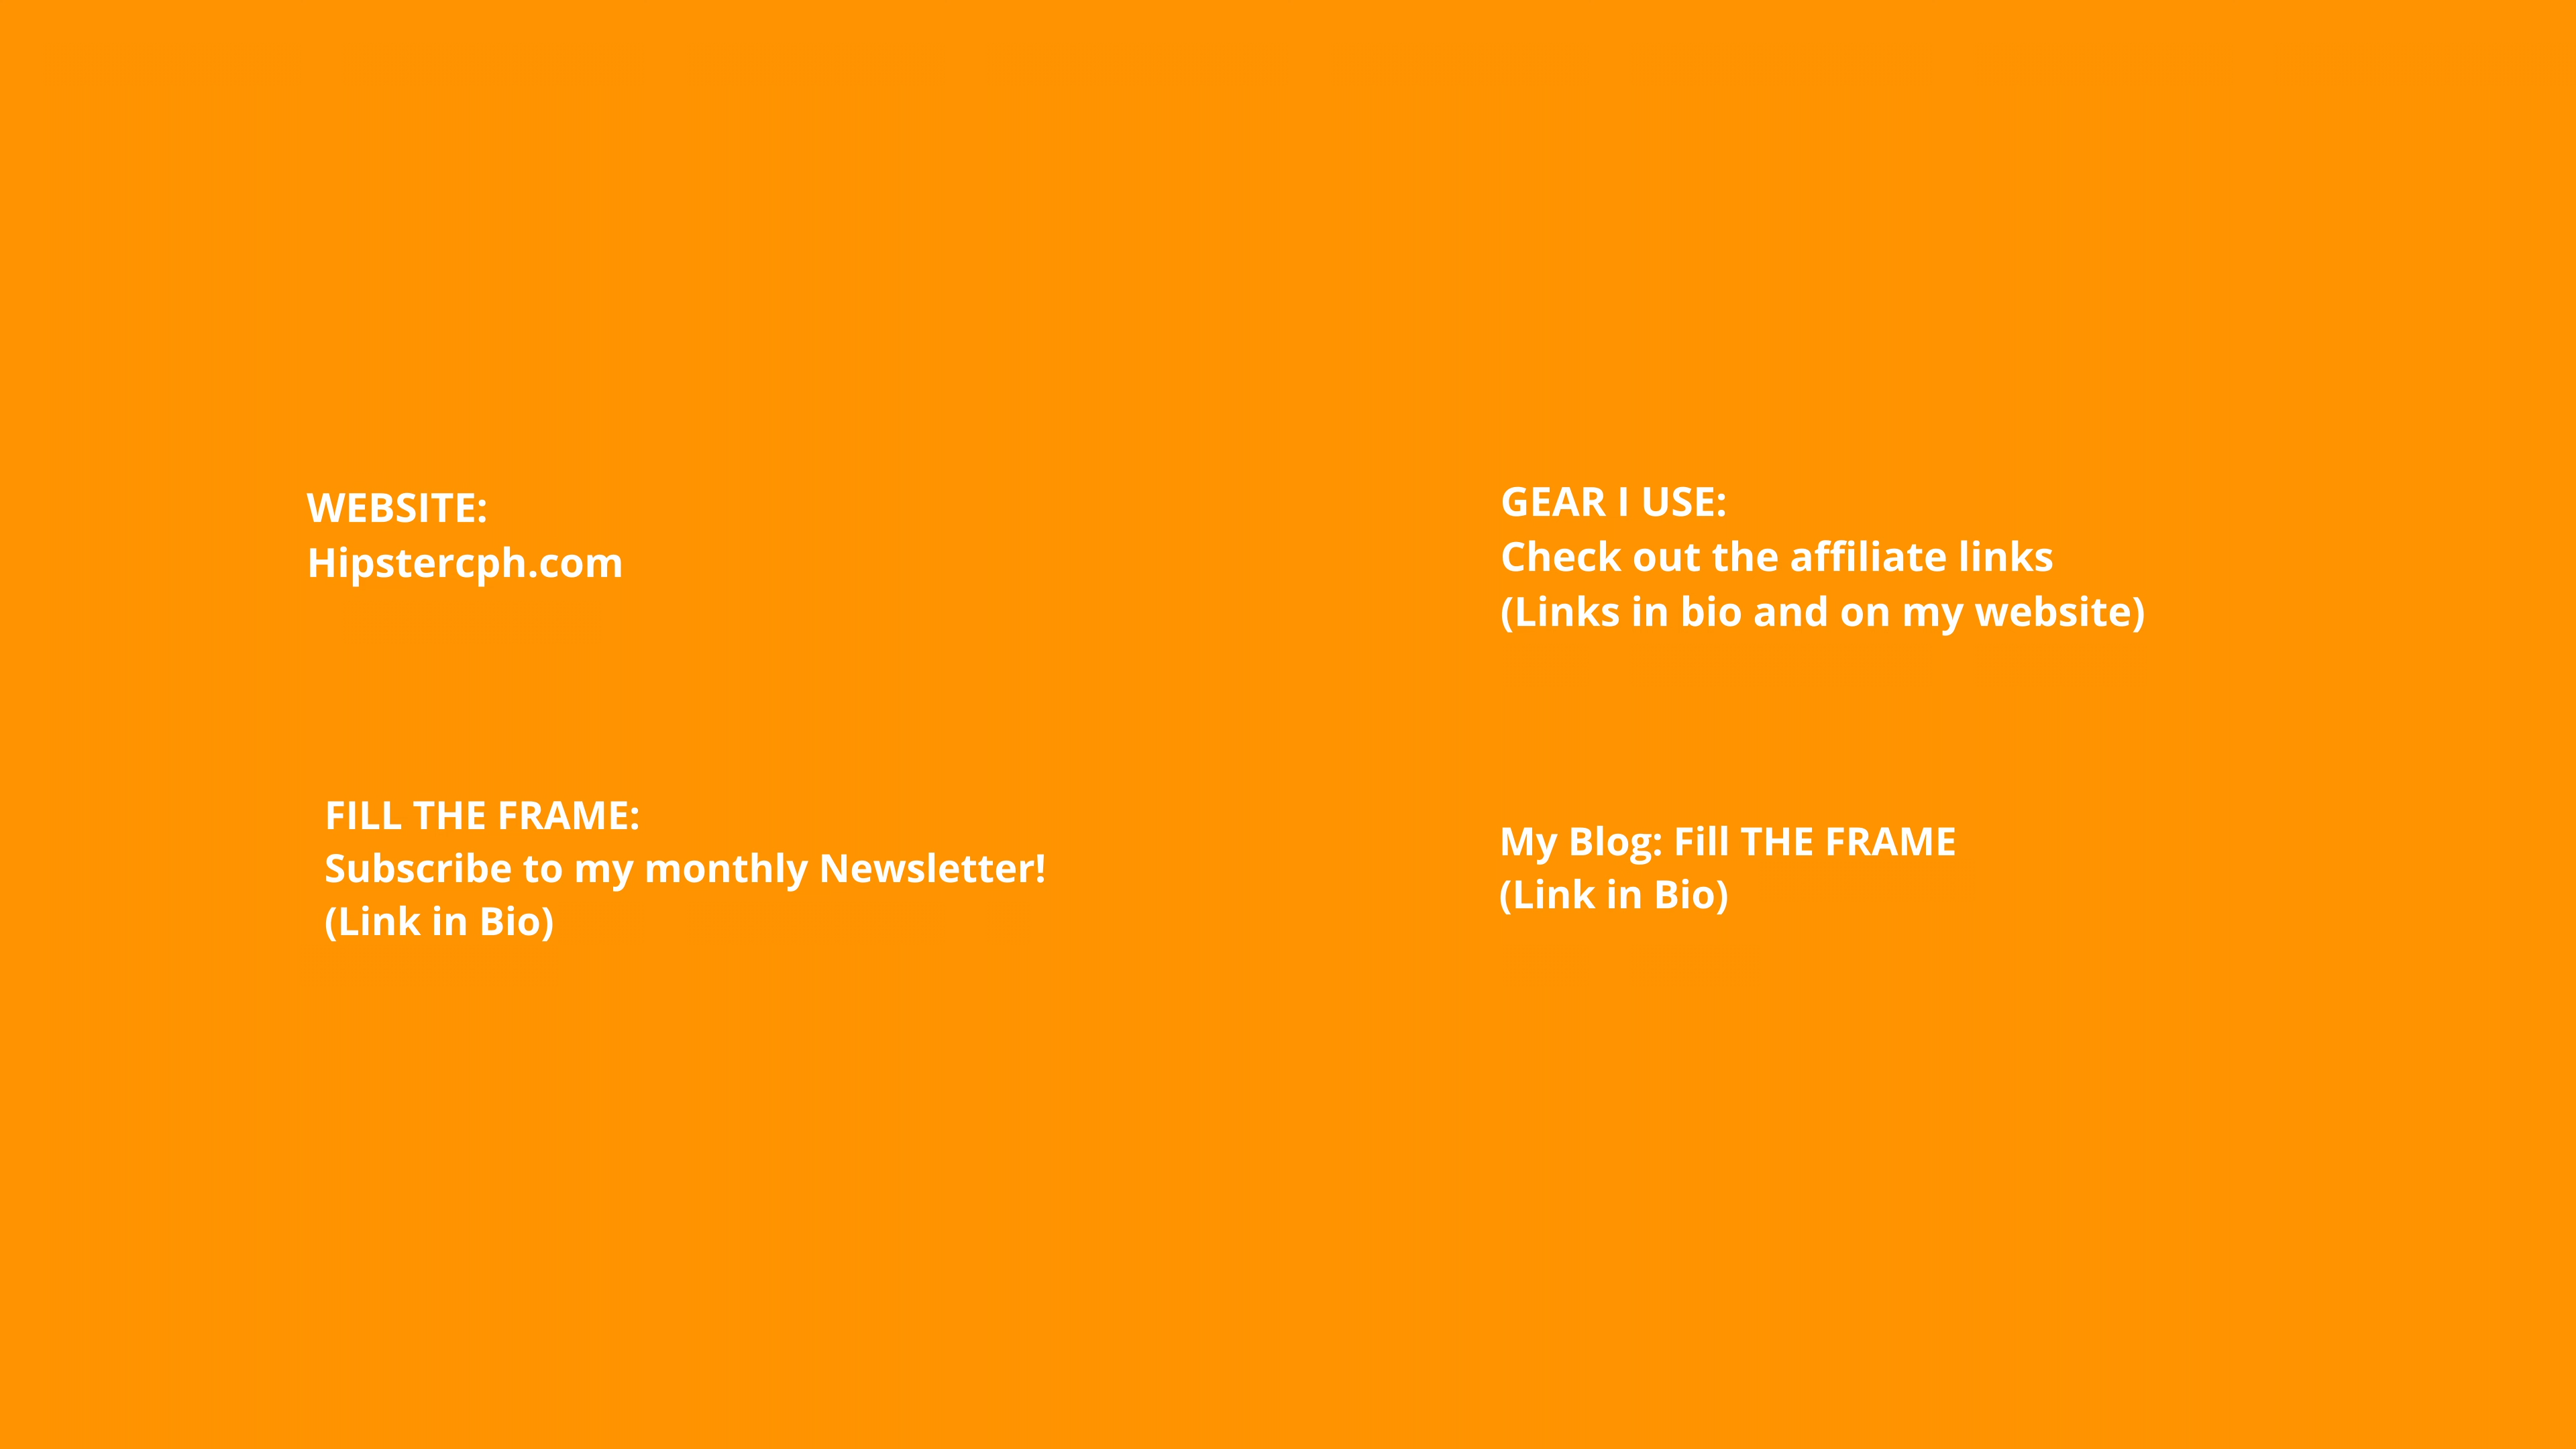 WEBSITE:
Hipstercph.com
GEAR I USE:
Check out the affiliate links
(Links in bio and on my website)
FILL THE FRAME:
Subscribe to my monthly Newsletter!
(Link in Bio)
My Blog: Fill THE FRAME
(Link in Bio)